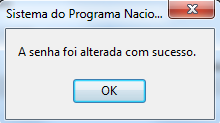 Sistema do Programa Nacio...
A senha foi alterada com sucesso.
OK